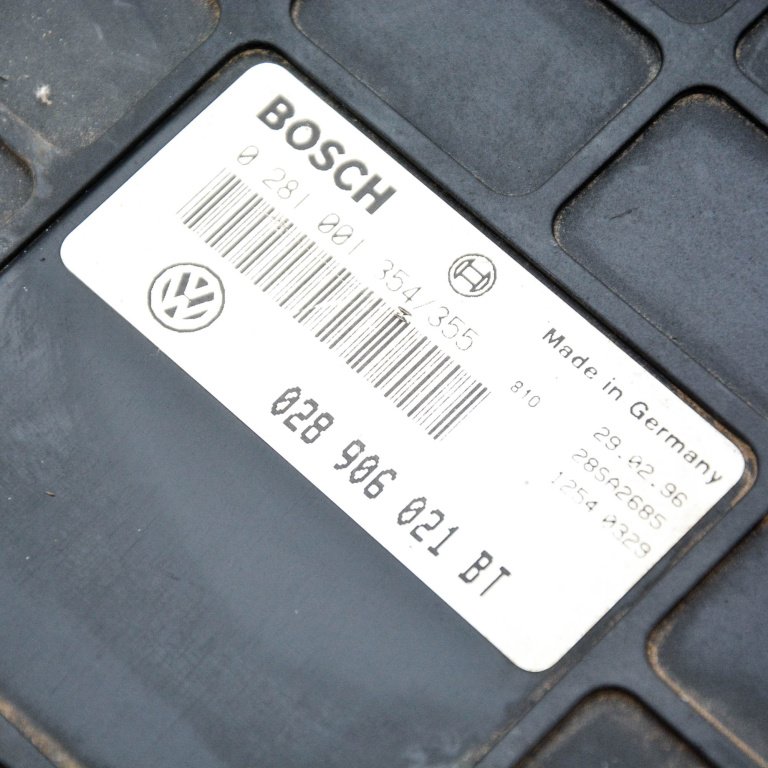 BOSCH
0 281 001 354/355
810
028 906 021 BT
Made in Germany
29.02.96
28SA2685
1254 0329